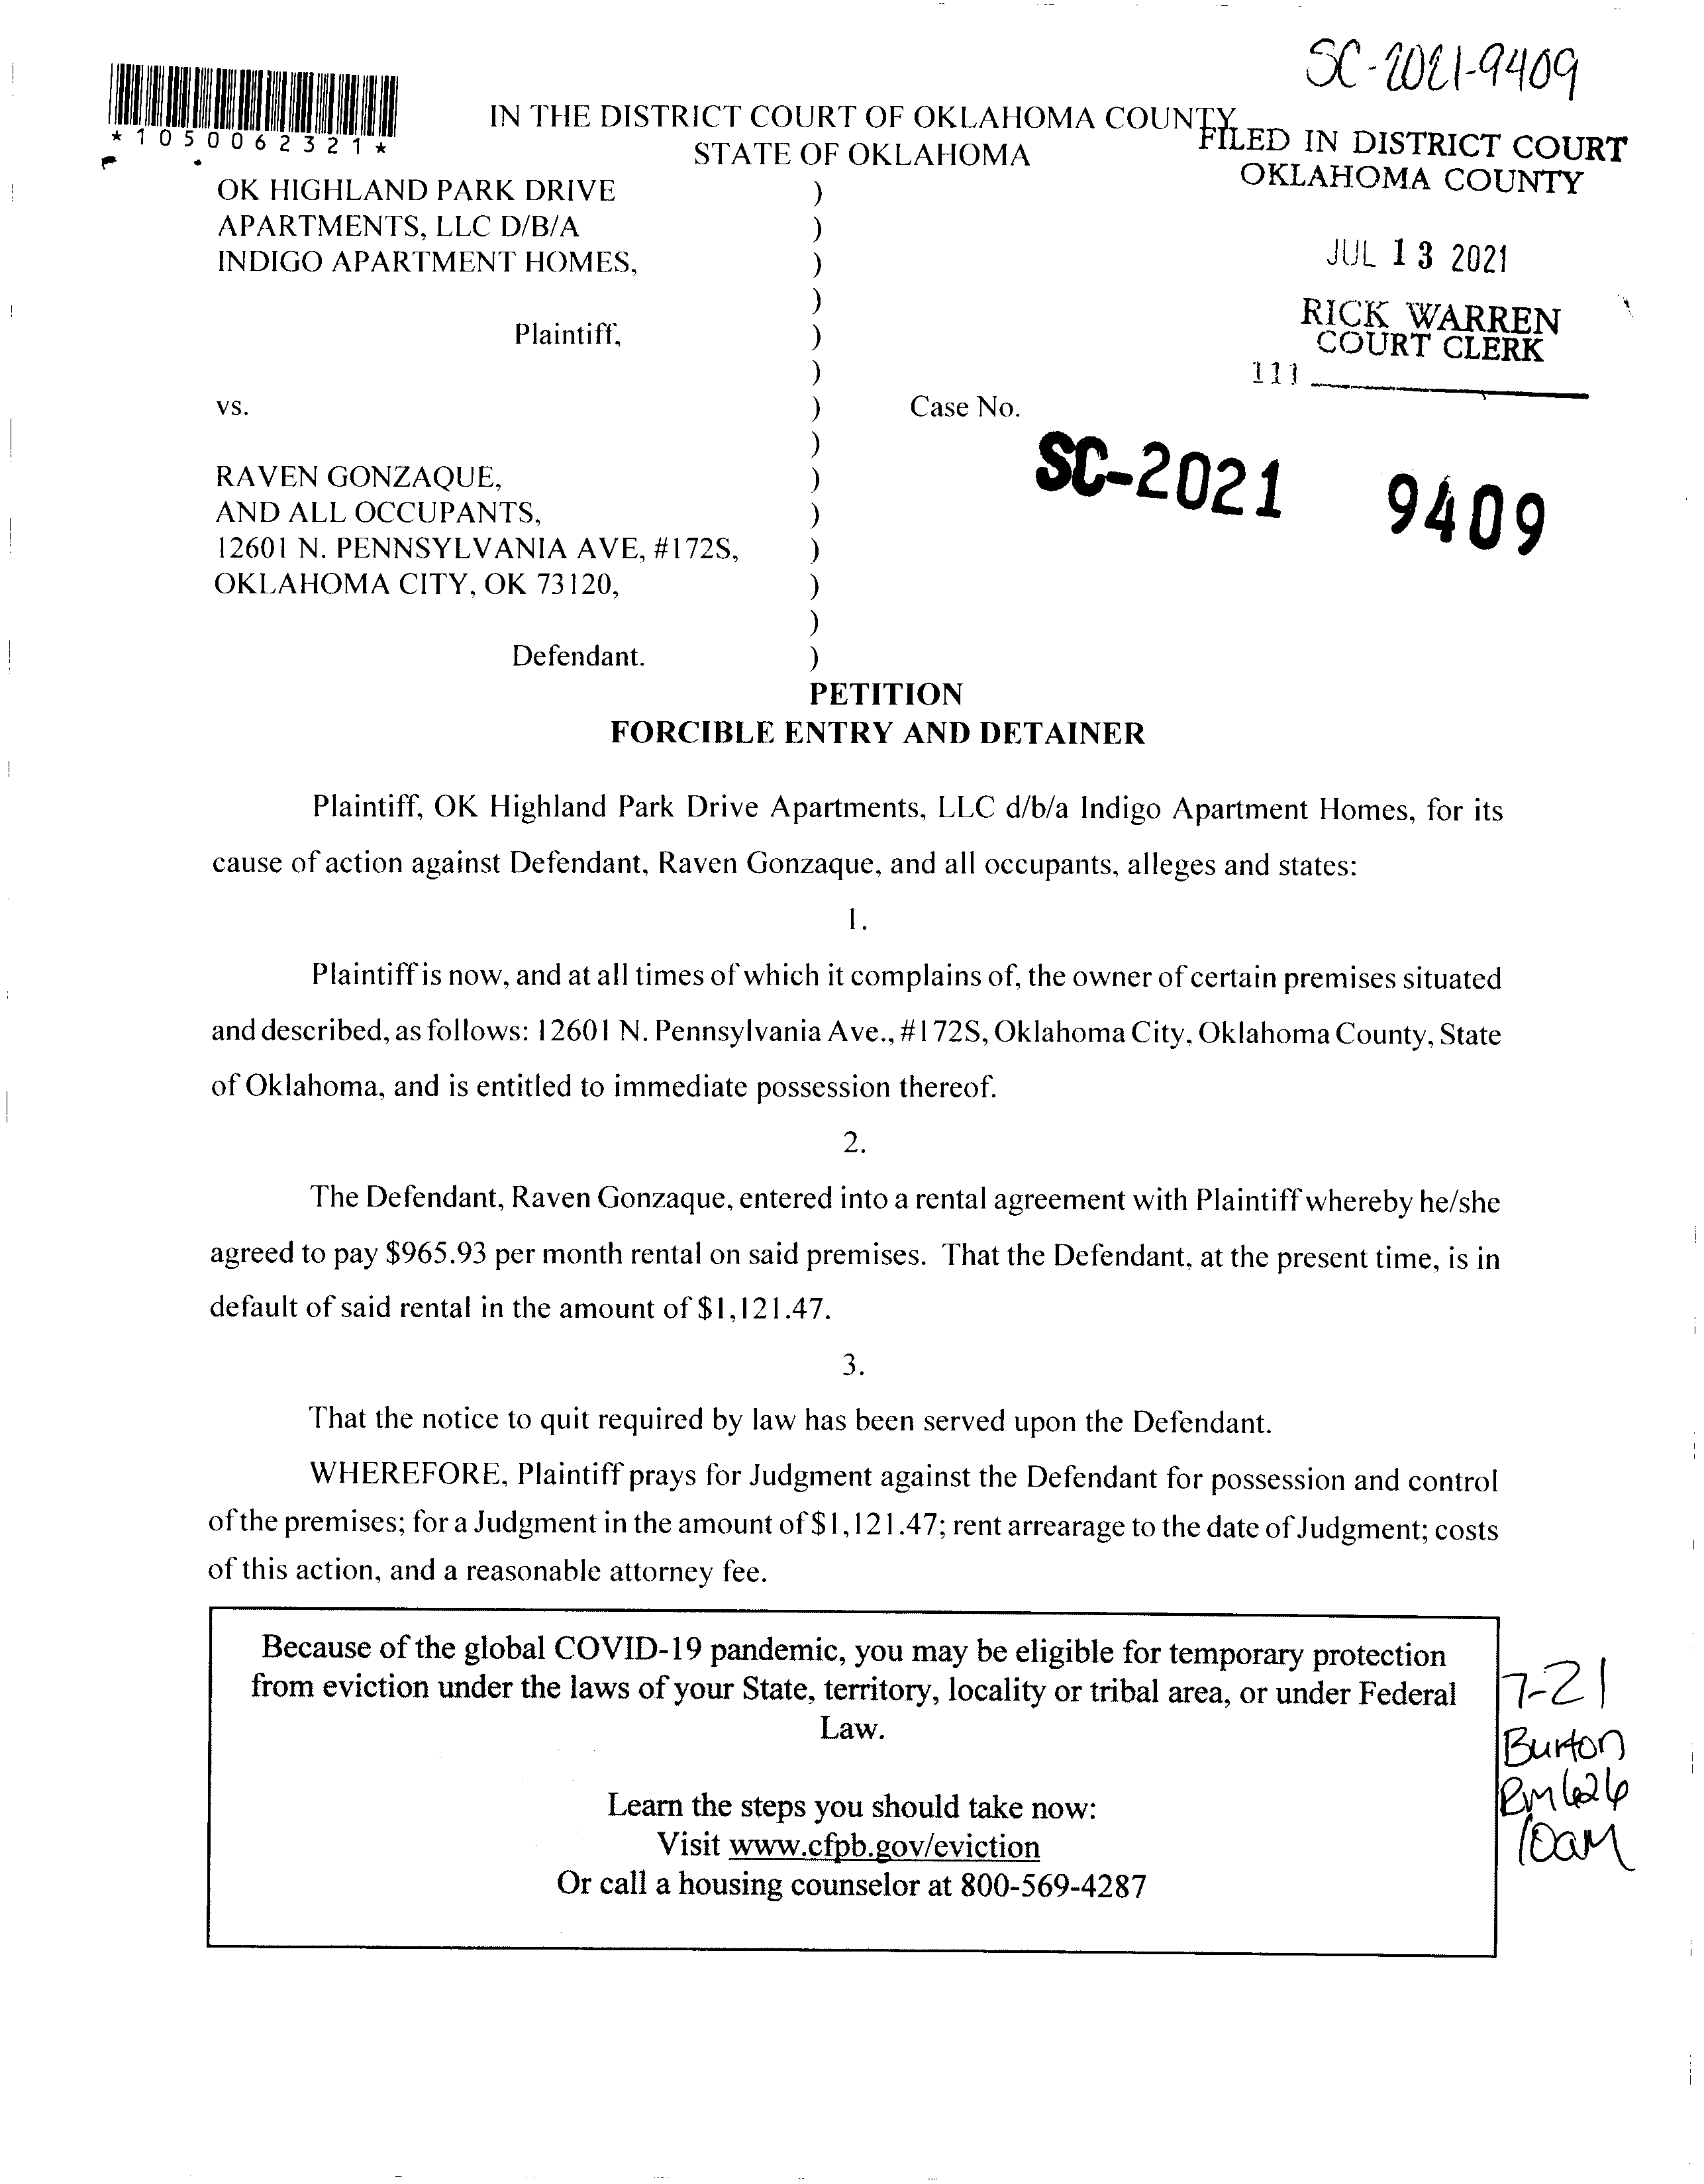 SC-2021-9409
*1050062321*
IN THE DISTRICT COURT OF OKLAHOMA COUNTY
STATE OF OKLAHOMA
FILED IN DISTRICT COURT
OKLAHOMA COUNTY
JUL 13 2021
RICK WARREN
COURT CLERK
111
OK HIGHLAND PARK DRIVE )
APARTMENTS, LLC D/B/A )
INDIGO APARTMENT HOMES, )
)
Plaintiff, )
)
vs. ) Case No.
)
SC-2021 9409
RAVEN GONZAQUE, )
AND ALL OCCUPANTS, )
12601 N. PENNSYLVANIA AVE, #172S, )
OKLAHOMA CITY, OK 73120, )
)
Defendant. )
PETITION
FORCIBLE ENTRY AND DETAINER
Plaintiff, OK Highland Park Drive Apartments, LLC d/b/a Indigo Apartment Homes, for its
cause of action against Defendant, Raven Gonzaque, and all occupants, alleges and states:
1.
Plaintiff is now, and at all times of which it complains of, the owner of certain premises situated
and described, as follows: 12601 N. Pennsylvania Ave., #172S, Oklahoma City, Oklahoma County, State
of Oklahoma, and is entitled to immediate possession thereof.
2.
The Defendant, Raven Gonzaque, entered into a rental agreement with Plaintiff whereby he/she
agreed to pay $965.93 per month rental on said premises. That the Defendant, at the present time, is in
default of said rental in the amount of $1,121.47.
3.
That the notice to quit required by law has been served upon the Defendant.
WHEREFORE, Plaintiff prays for Judgment against the Defendant for possession and control
of the premises; for a Judgment in the amount of $1,121.47; rent arrearage to the date of Judgment; costs
of this action, and a reasonable attorney fee.
Because of the global COVID-19 pandemic, you may be eligible for temporary protection
from eviction under the laws of your State, territory, locality or tribal area, or under Federal
Law.
Learn the steps you should take now:
Visit www.cfpb.gov/eviction
Or call a housing counselor at 800-569-4287
7-21
Burton
Rm 626
10am